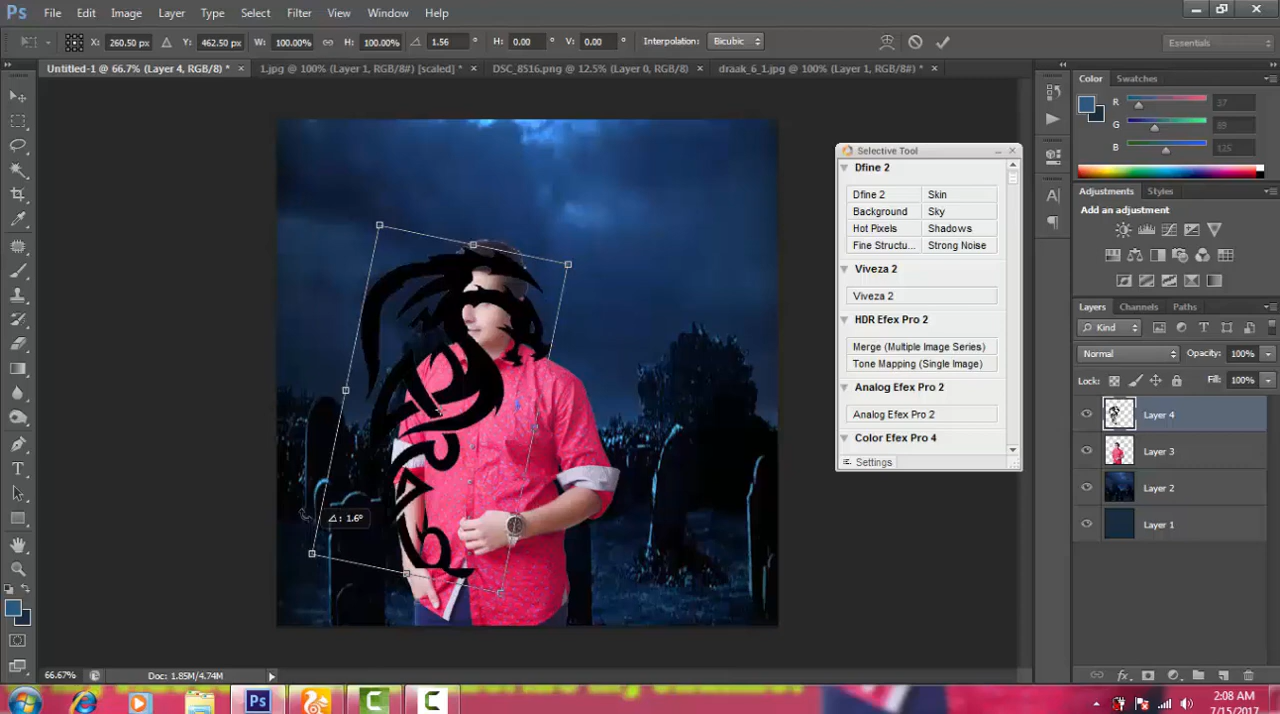 Ps File Edit Image Layer Type Select Filter View Window Help
X: 260.50 px Y: 462.50 px W: 100.00% H: 100.00% 1.56 ° H: 0.00 ° V: 0.00 ° Interpolation: Bicubic Essentials
Untitled-1 @ 66.7% (Layer 4, RGB/8) * × 1.jpg @ 100% (Layer 1, RGB/8#) [scaled] * × DSC_8516.png @ 12.5% (Layer 0, RGB/8) × draak_6_1.jpg @ 100% (Layer 1, RGB/8#) * ×
Color Swatches
R 37
G 89
B 125
Adjustments Styles
Add an adjustment
Layers Channels Paths
Kind
Normal Opacity: 100%
Lock: Fill: 100%
Layer 4
Layer 3
Layer 2
Layer 1
Selective Tool
Dfine 2
Dfine 2 Skin
Background Sky
Hot Pixels Shadows
Fine Structu... Strong Noise
Viveza 2
Viveza 2
HDR Efex Pro 2
Merge (Multiple Image Series)
Tone Mapping (Single Image)
Analog Efex Pro 2
Analog Efex Pro 2
Color Efex Pro 4
Settings
1.6°
66.67% Doc: 1.85M/4.74M
Ps
2:08 AM
7/15/2017